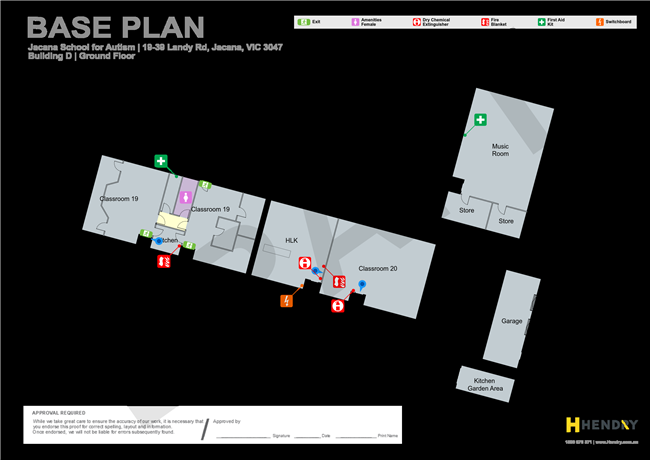 BASE PLAN
Jacana School for Autism | 19-39 Landy Rd, Jacana, VIC 3047
Building D | Ground Floor
Exit
Amenities
Female
Dry Chemical
Extinguisher
Fire
Blanket
First Aid
Kit
Switchboard
Music
Room
Store
Store
Classroom 19
Classroom 19
Kitchen
HLK
Classroom 20
Garage
Kitchen
Garden Area
APPROVAL REQUIRED
While we take great care to ensure the accuracy of our work, it is necessary that
you endorse this proof for correct spelling, layout and information.
Once endorsed, we will not be liable for errors subsequently found.
Approved by
Signature
Date
Print Name
HENDRY
www.Hendry.com.au